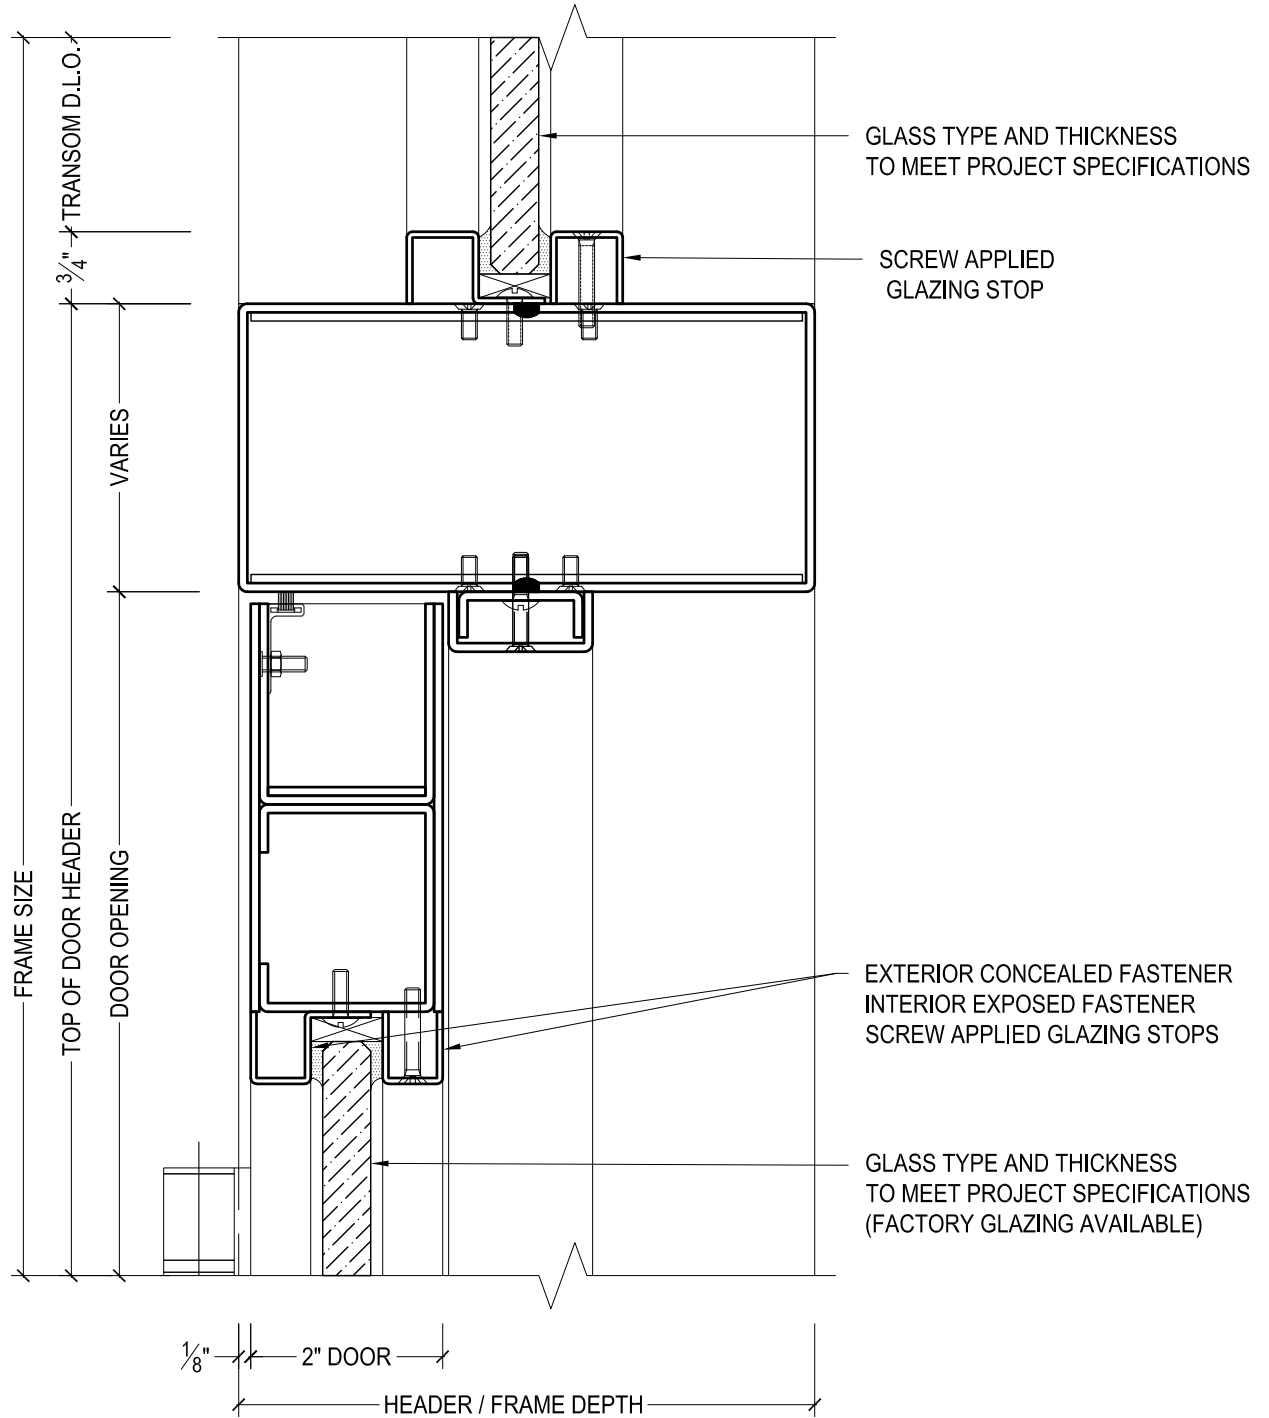 TRANSOM D.L.O.
3/4"
GLASS TYPE AND THICKNESS
TO MEET PROJECT SPECIFICATIONS
SCREW APPLIED
GLAZING STOP
VARIES
FRAME SIZE
TOP OF DOOR HEADER
DOOR OPENING
EXTERIOR CONCEALED FASTENER
INTERIOR EXPOSED FASTENER
SCREW APPLIED GLAZING STOPS
GLASS TYPE AND THICKNESS
TO MEET PROJECT SPECIFICATIONS
(FACTORY GLAZING AVAILABLE)
1/8"
2" DOOR
HEADER / FRAME DEPTH